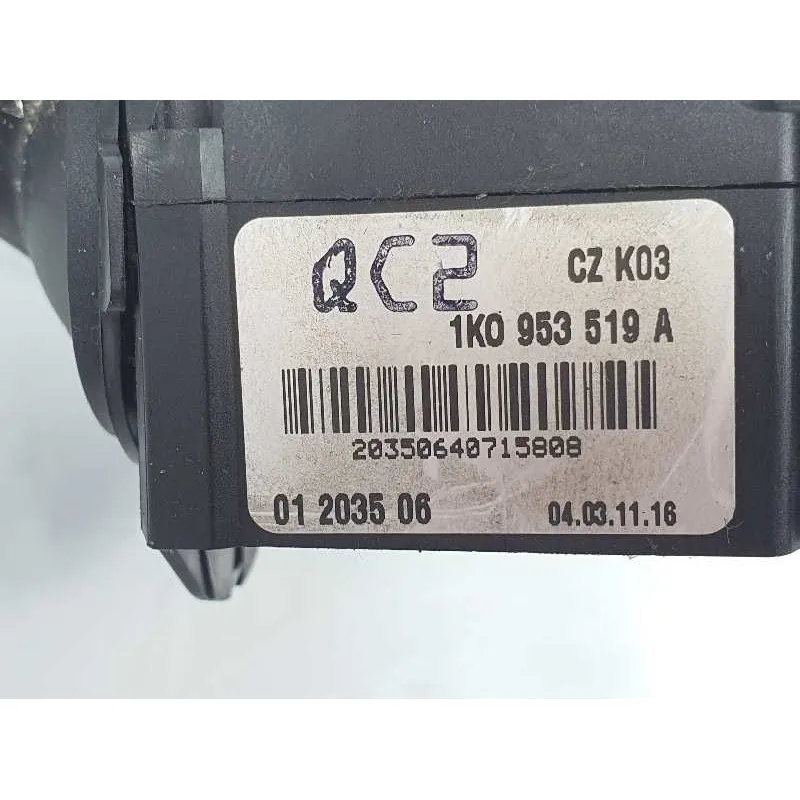 QC2 CZ K03
1K0 953 519 A
20350640715808
01 2035 06 04.03.11.16